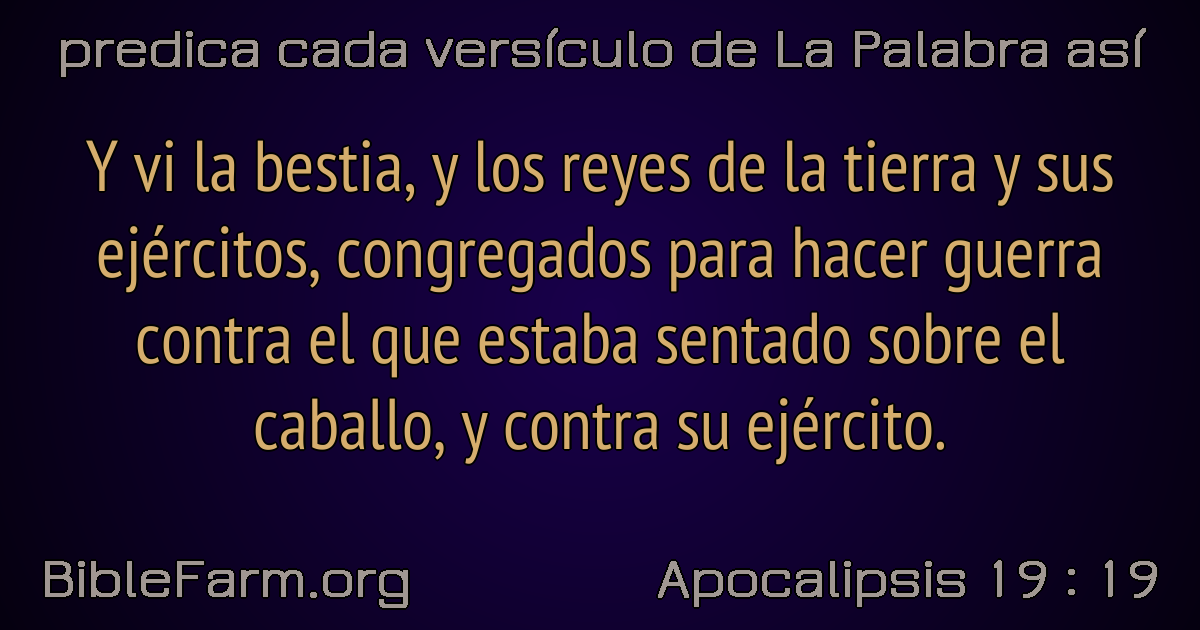 predica cada versículo de La Palabra así
Y vi la bestia, y los reyes de la tierra y sus
ejércitos, congregados para hacer guerra
contra el que estaba sentado sobre el
caballo, y contra su ejército.
BibleFarm.org
Apocalipsis 19 : 19